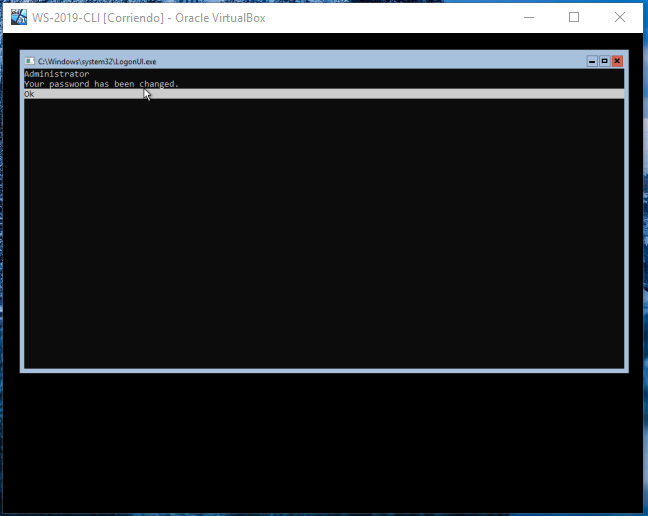 WS-2019-CLI [Corriendo] - Oracle VirtualBox
C:\Windows\system32\LogonUI.exe
Administrator
Your password has been changed.
Ok